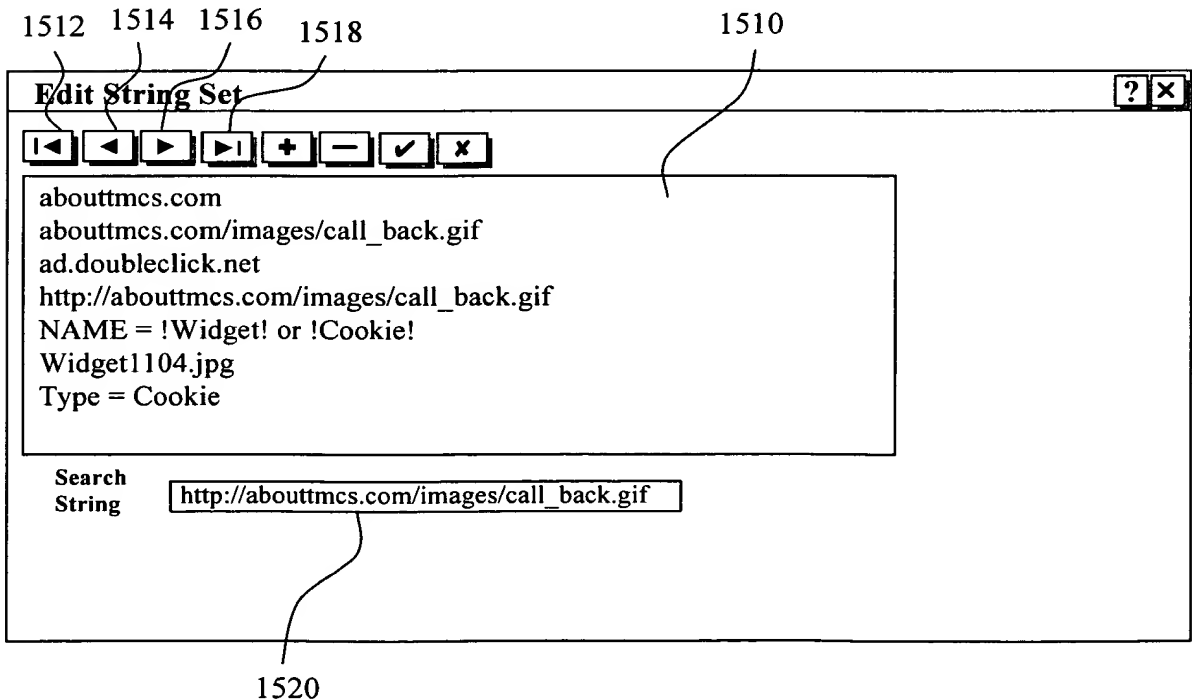 1512 1514 1516 1518 1510
Edit String Set ? ×
abouttmcs.com
abouttmcs.com/images/call_back.gif
ad.doubleclick.net
http://abouttmcs.com/images/call_back.gif
NAME = !Widget! or !Cookie!
Widget1104.jpg
Type = Cookie
Search
String
http://abouttmcs.com/images/call_back.gif
1520